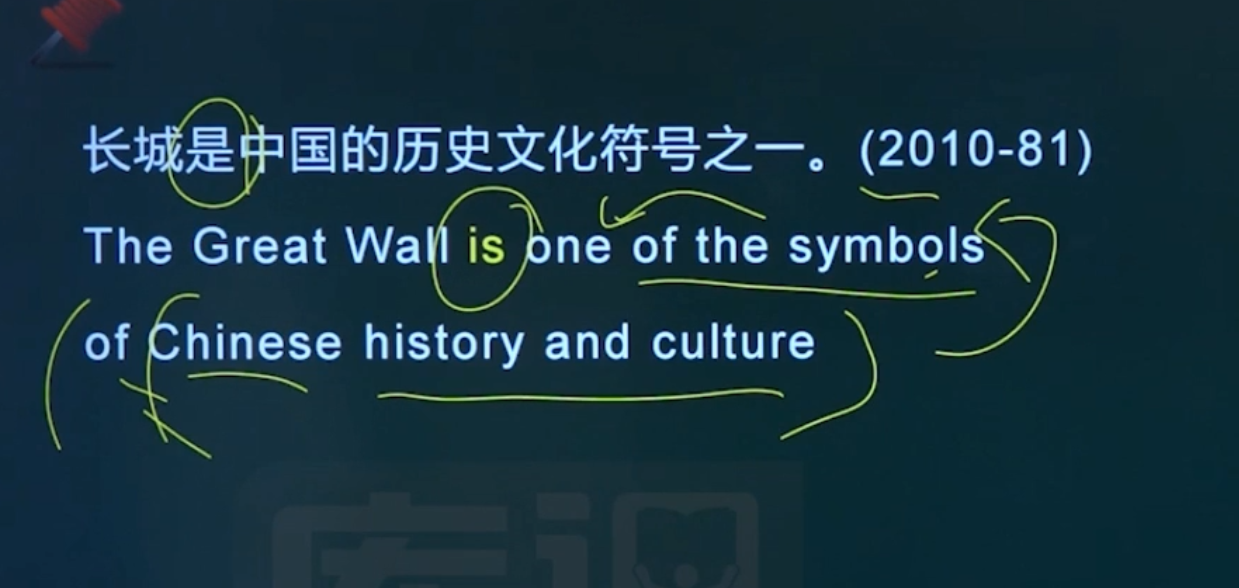 长城是中国的历史文化符号之一。(2010-81)
The Great Wall is one of the symbols
of Chinese history and culture